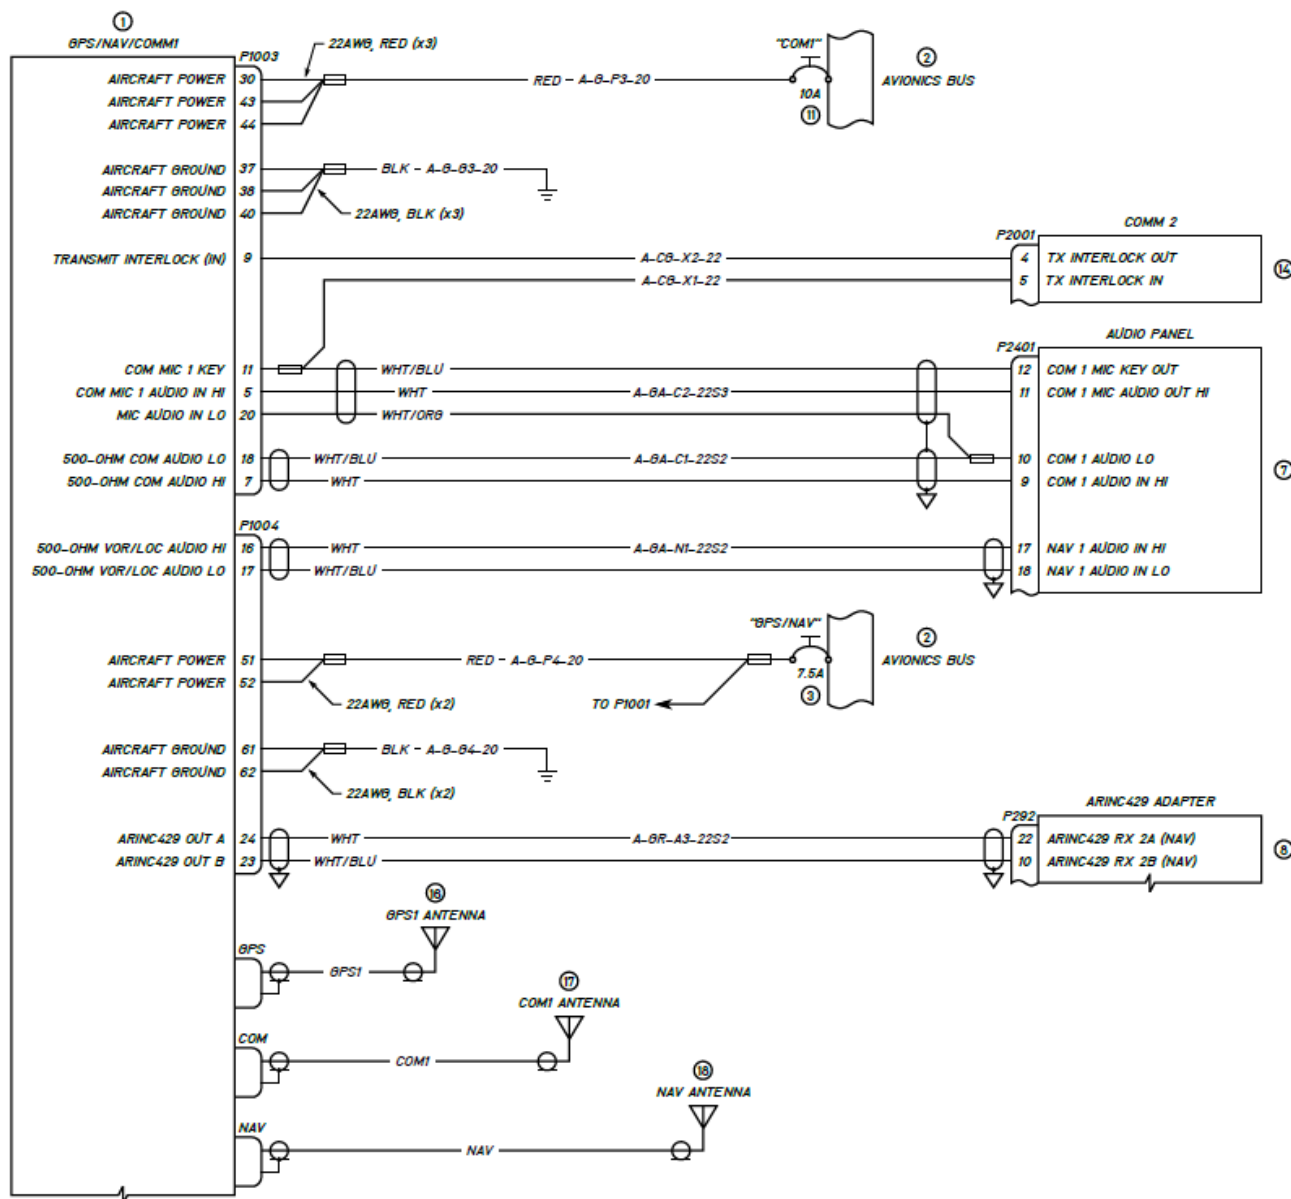 1
GPS/NAV/COMM1
P1003
22AWG, RED (x3)
"COM1"
2
AIRCRAFT POWER 30 RED - A-G-P3-20 AVIONICS BUS
AIRCRAFT POWER 43 10A
AIRCRAFT POWER 44 11
AIRCRAFT GROUND 37 BLK - A-G-G3-20
AIRCRAFT GROUND 38
AIRCRAFT GROUND 40 22AWG, BLK (x3)
COMM 2
P2001
TRANSMIT INTERLOCK (IN) 9 A-CG-X2-22 4 TX INTERLOCK OUT
14
A-CG-X1-22 5 TX INTERLOCK IN
AUDIO PANEL
P2401
COM MIC 1 KEY 11 WHT/BLU 12 COM 1 MIC KEY OUT
COM MIC 1 AUDIO IN HI 5 WHT A-GA-C2-22S3 11 COM 1 MIC AUDIO OUT HI
MIC AUDIO IN LO 20 WHT/ORG
500-OHM COM AUDIO LO 18 WHT/BLU A-GA-C1-22S2 10 COM 1 AUDIO LO
7
500-OHM COM AUDIO HI 7 WHT 9 COM 1 AUDIO IN HI
P1004
500-OHM VOR/LOC AUDIO HI 16 WHT A-GA-N1-22S2 17 NAV 1 AUDIO IN HI
500-OHM VOR/LOC AUDIO LO 17 WHT/BLU 18 NAV 1 AUDIO IN LO
"GPS/NAV"
2
AIRCRAFT POWER 51 RED - A-G-P4-20 AVIONICS BUS
AIRCRAFT POWER 52 7.5A
22AWG, RED (x2) TO P1001 3
AIRCRAFT GROUND 61 BLK - A-G-G4-20
AIRCRAFT GROUND 62
22AWG, BLK (x2)
ARINC429 ADAPTER
P292
ARINC429 OUT A 24 WHT A-GR-A3-22S2 22 ARINC429 RX 2A (NAV)
8
ARINC429 OUT B 23 WHT/BLU 10 ARINC429 RX 2B (NAV)
16
GPS1 ANTENNA
GPS
GPS1
17
COM1 ANTENNA
COM
COM1
18
NAV ANTENNA
NAV
NAV